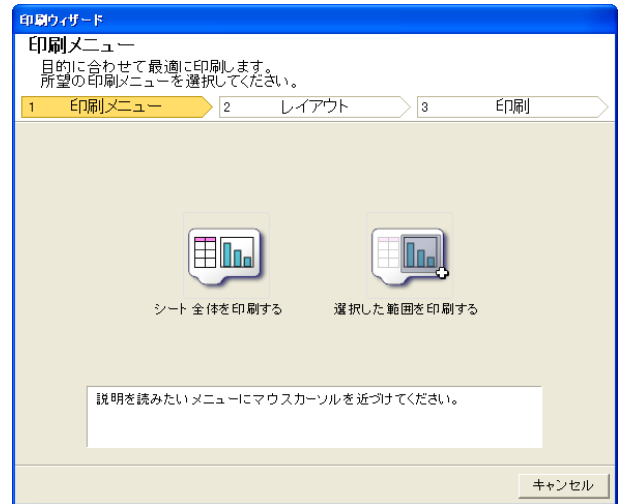 印刷ウィザード
印刷メニュー
目的に合わせて最適に印刷します。
所望の印刷メニューを選択してください。
1 印刷メニュー 2 レイアウト 3 印刷
シート全体を印刷する 選択した範囲を印刷する
説明を読みたいメニューにマウスカーソルを近づけてください。
キャンセル